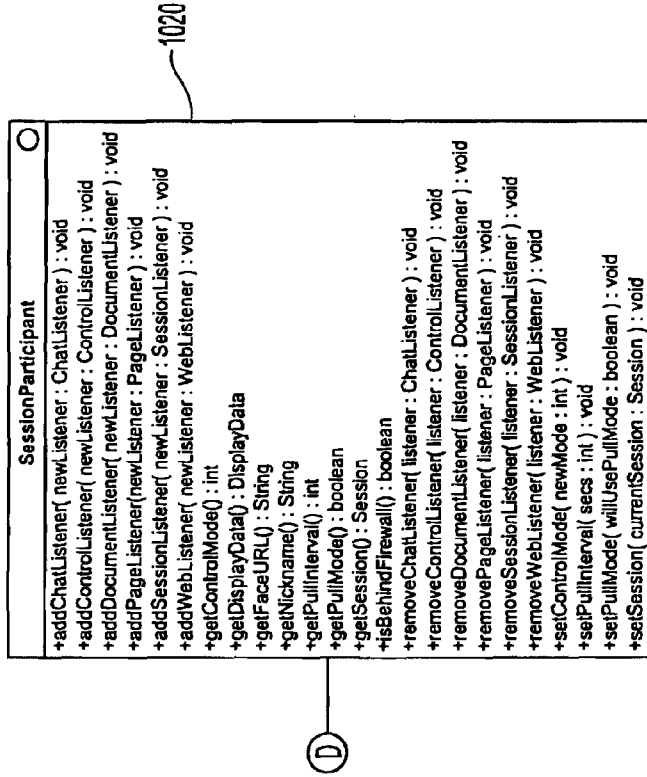 SessionParticipant
+addChatListener( newListener : ChatListener ) : void
+addControlListener( newListener : ControlListener ) : void
+addDocumentListener( newListener : DocumentListener ) : void
+addPageListener(newListener : PageListener ) : void
+addSessionListener( newListener : SessionListener ) : void
+addWebListener( newListener : WebListener ) : void
+getControlMode() : int
+getDisplayData() : DisplayData
+getFaceURL() : String
+getNickname() : String
+getPullInterval() : int
+getPullMode() : boolean
+getSession() : Session
+isBehindFirewall() : boolean
+removeChatListener( listener : ChatListener ) : void
+removeControlListener( listener : ControlListener ) : void
+removeDocumentListener( listener : DocumentListener ) : void
+removePageListener( listener : PageListener ) : void
+removeSessionListener( listener : SessionListener ) : void
+removeWebListener( listener : WebListener ) : void
+setControlMode( newMode : int ) : void
+setPullInterval( secs : int ) : void
+setPullMode( willUsePullMode : boolean ) : void
+setSession( currentSession : Session ) : void
1020
D